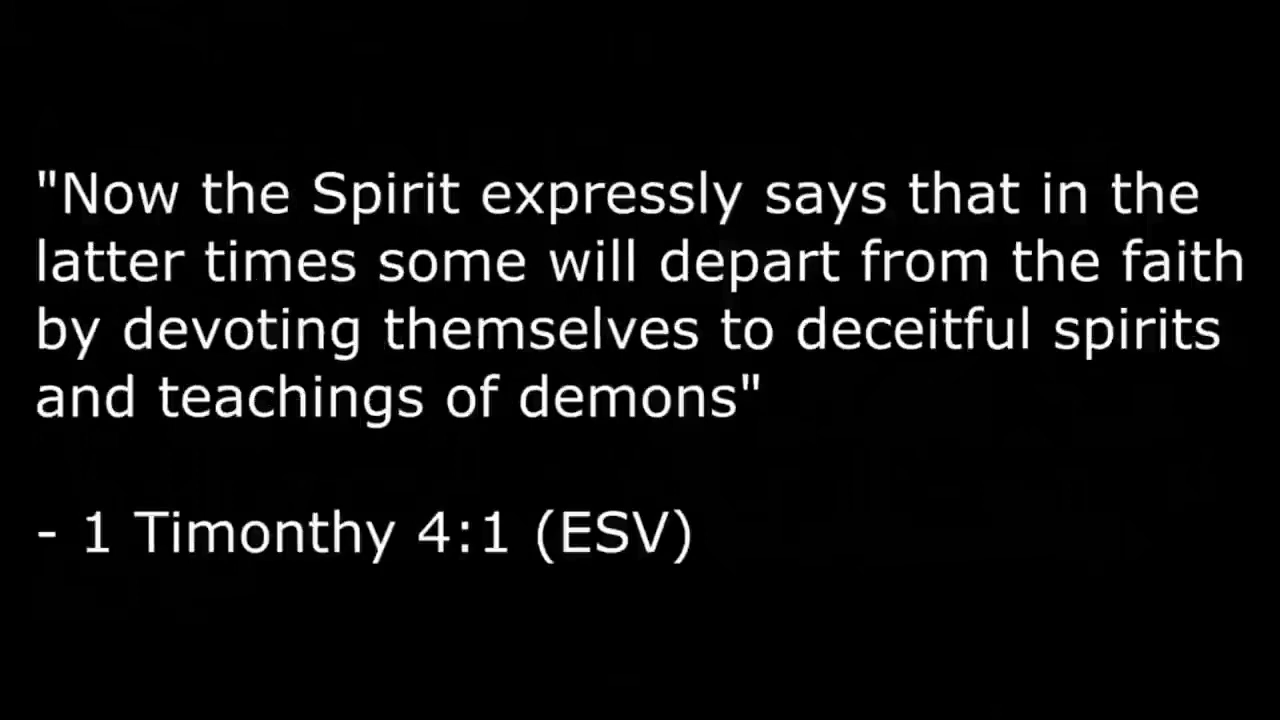 "Now the Spirit expressly says that in the
latter times some will depart from the faith
by devoting themselves to deceitful spirits
and teachings of demons"
- 1 Timonthy 4:1 (ESV)